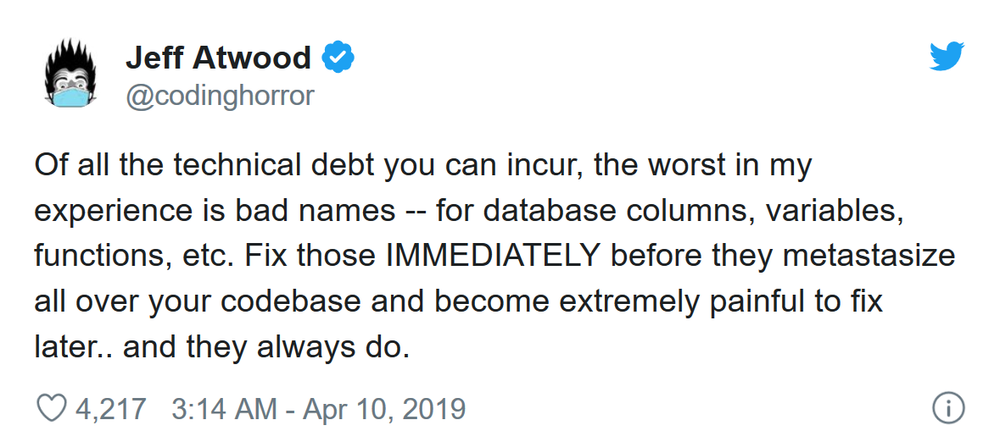 Jeff Atwood
@codinghorror
Of all the technical debt you can incur, the worst in my
experience is bad names -- for database columns, variables,
functions, etc. Fix those IMMEDIATELY before they metastasize
all over your codebase and become extremely painful to fix
later.. and they always do.
4,217 3:14 AM - Apr 10, 2019